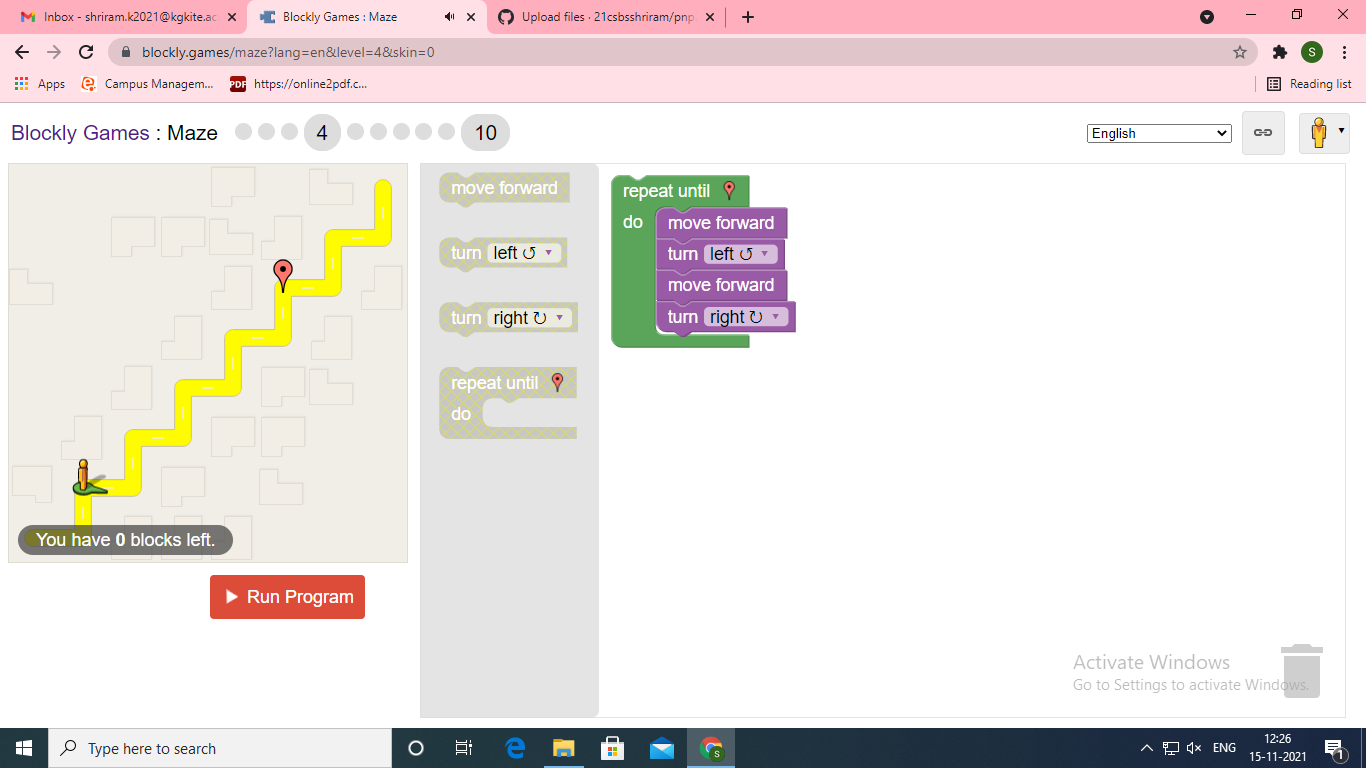 Inbox - shriram.k2021@kgkite.ac
Blockly Games : Maze
Upload files · 21csbsshriram/pnp
blockly.games/maze?lang=en&level=4&skin=0
S
Apps
Campus Managem...
PDF
https://online2pdf.c...
Reading list
Blockly Games : Maze
4
10
English
move forward
turn left ↺
turn right ↻
repeat until
do
repeat until
do
move forward
turn left ↺
move forward
turn right ↻
You have 0 blocks left.
Run Program
Activate Windows
Go to Settings to activate Windows.
Type here to search
S
ENG
12:26
15-11-2021
1